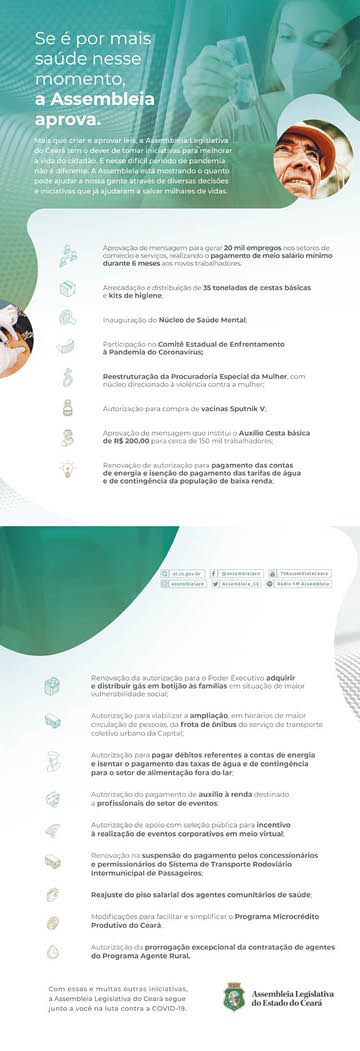 Se é por mais
saúde nesse
momento,
a Assembleia
aprova.
Mais que criar e aprovar leis, a Assembleia Legislativa
do Ceará tem o dever de tomar iniciativas para melhorar
a vida do cidadão. E nesse difícil período de pandemia
não é diferente. A Assembleia está mostrando o quanto
pode ajudar a nossa gente através de diversas decisões
e iniciativas que já ajudaram a salvar milhares de vidas.
Aprovação de mensagem para gerar 20 mil empregos nos setores de
comércio e serviços, realizando o pagamento de meio salário mínimo
durante 6 meses aos novos trabalhadores.
Arrecadação e distribuição de 35 toneladas de cestas básicas
e kits de higiene;
Inauguração do Núcleo de Saúde Mental;
Participação no Comitê Estadual de Enfrentamento
à Pandemia do Coronavírus;
Reestruturação da Procuradoria Especial da Mulher, com
núcleo direcionado à violência contra a mulher;
Autorização para compra de vacinas Sputnik V;
Aprovação de mensagem que institui o Auxílio Cesta básica
de R$ 200,00 para cerca de 150 mil trabalhadores;
Renovação de autorização para pagamento das contas
de energia e isenção do pagamento das tarifas de água
e de contingência da população de baixa renda;
al.ce.gov.br
@assembleiace
TVAssembleiaCeará
assembleiace
Assembleia_CE
Rádio FM Assembleia
Renovação da autorização para o Poder Executivo adquirir
e distribuir gás em botijão às famílias em situação de maior
vulnerabilidade social;
Autorização para viabilizar a ampliação, em horários de maior
circulação de pessoas, da frota de ônibus do serviço de transporte
coletivo urbano da Capital;
Autorização para pagar débitos referentes a contas de energia
e isentar o pagamento das taxas de água e de contingência
para o setor de alimentação fora do lar;
Autorização do pagamento de auxílio à renda destinado
a profissionais do setor de eventos;
Autorização de apoio com seleção pública para incentivo
à realização de eventos corporativos em meio virtual;
Renovação na suspensão do pagamento pelos concessionários
e permissionários do Sistema de Transporte Rodoviário
Intermunicipal de Passageiros;
Reajuste do piso salarial dos agentes comunitários de saúde;
Modificações para facilitar e simplificar o Programa Microcrédito
Produtivo do Ceará;
Autorização da prorrogação excepcional da contratação de agentes
do Programa Agente Rural.
Com essas e muitas outras iniciativas,
a Assembleia Legislativa do Ceará segue
junto a você na luta contra a COVID-19.
Assembleia Legislativa
do Estado do Ceará